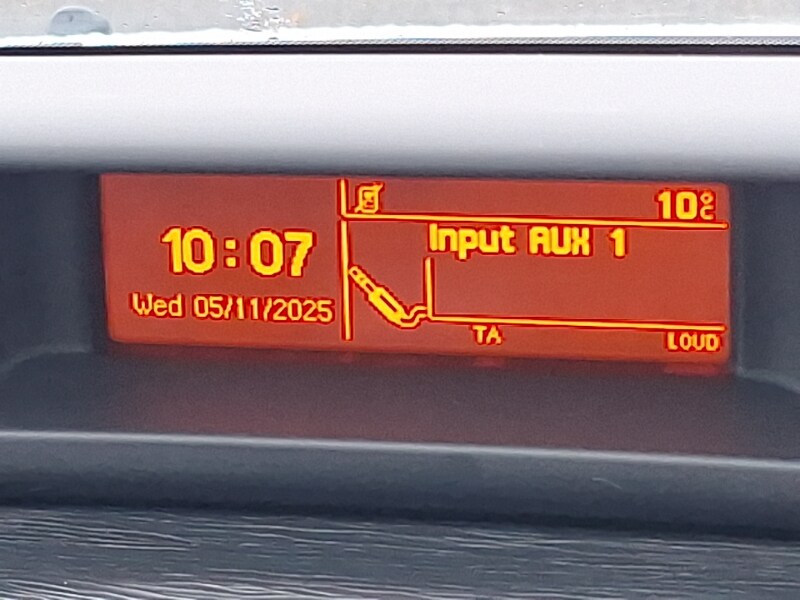 10:07
Wed 05/11/2025
10°C
Input AUX 1
TA
LOUD